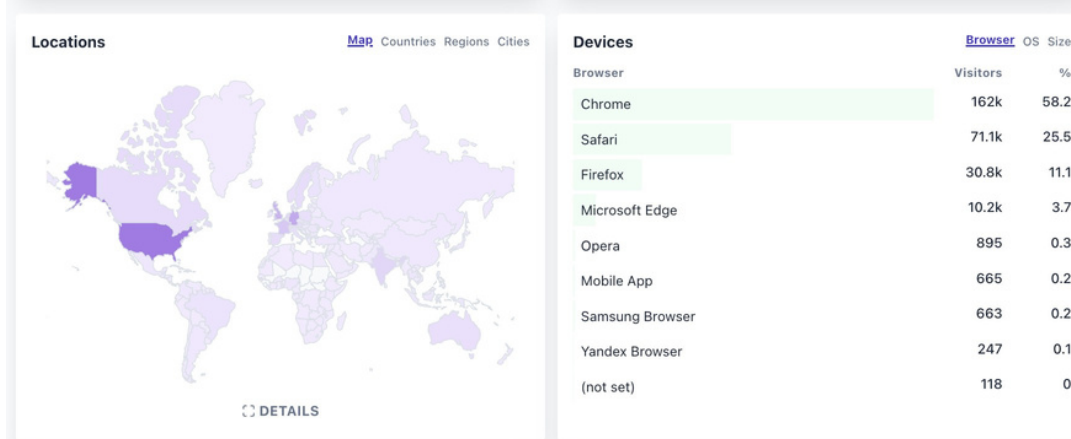 Locations
Map Countries Regions Cities
DETAILS
Devices
Browser OS Size
Browser Visitors %
Chrome 162k 58.2
Safari 71.1k 25.5
Firefox 30.8k 11.1
Microsoft Edge 10.2k 3.7
Opera 895 0.3
Mobile App 665 0.2
Samsung Browser 663 0.2
Yandex Browser 247 0.1
(not set) 118 0